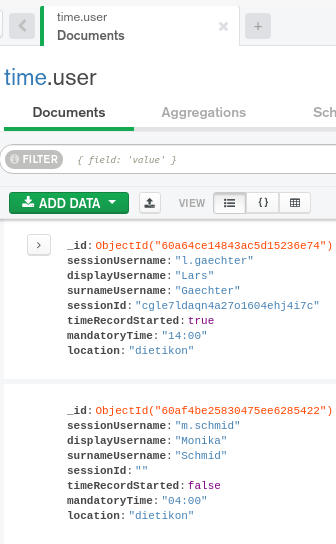 time.user
Documents
time.user
Documents Aggregations Sch
FILTER { field: 'value' }
ADD DATA VIEW { }
_id: ObjectId("60a64ce14843ac5d15236e74")
sessionUsername: "l.gaechter"
displayUsername: "Lars"
surnameUsername: "Gaechter"
sessionId: "cgle7ldaqn4a27o1604ehj4i7c"
timeRecordStarted: true
mandatoryTime: "14:00"
location: "dietikon"
_id: ObjectId("60af4be25830475ee6285422")
sessionUsername: "m.schmid"
displayUsername: "Monika"
surnameUsername: "Schmid"
sessionId: ""
timeRecordStarted: false
mandatoryTime: "04:00"
location: "dietikon"